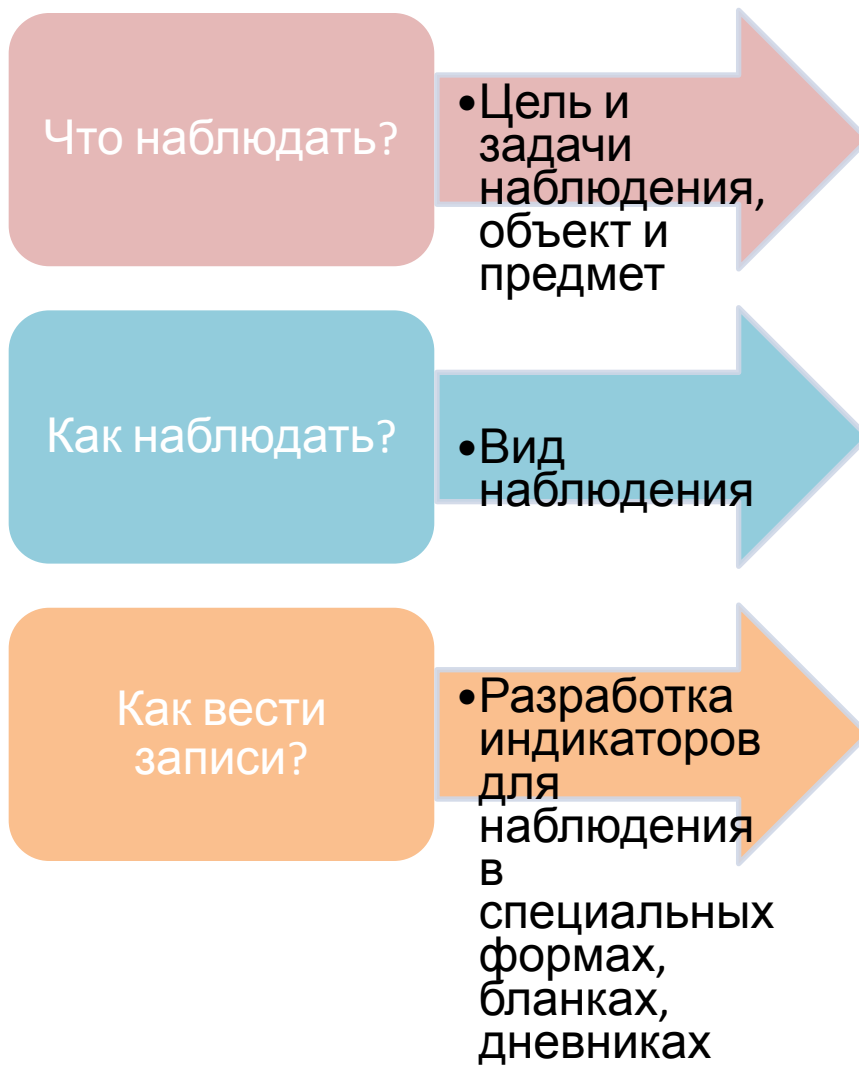 Что наблюдать?
•Цель и
задачи
наблюдения,
объект и
предмет
Как наблюдать?
•Вид
наблюдения
Как вести
записи?
•Разработка
индикаторов
для
наблюдения
в
специальных
формах,
бланках,
дневниках